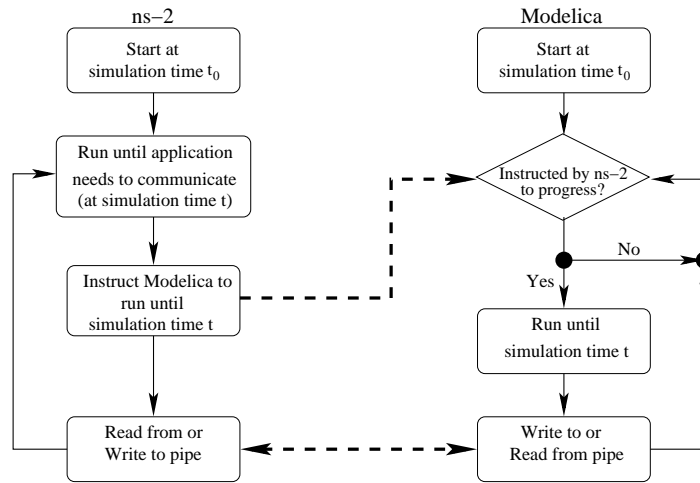 ns−2
Start at
simulation time t0
Run until application
needs to communicate
(at simulation time t)
Instruct Modelica to
run until
simulation time t
Read from or
Write to pipe
Modelica
Start at
simulation time t0
Instructed by ns−2
to progress?
No
Yes
Run until
simulation time t
Write to or
Read from pipe